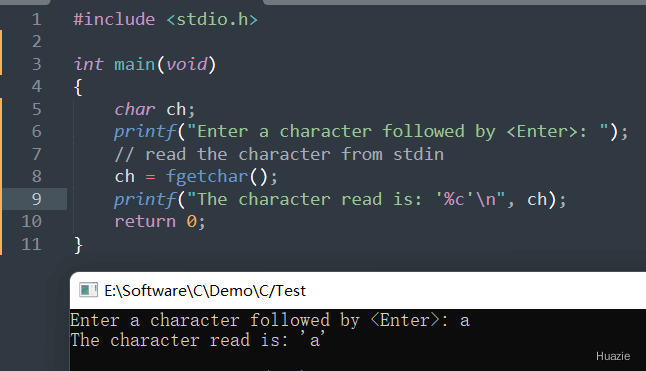 1 #include <stdio.h>
2
3 int main(void)
4 {
5 char ch;
6 printf("Enter a character followed by <Enter>: ");
7 // read the character from stdin
8 ch = fgetchar();
9 printf("The character read is: '%c'\n", ch);
10 return 0;
11 }
E:\Software\C\Demo\C/Test
Enter a character followed by <Enter>: a
The character read is: 'a'
Huazie